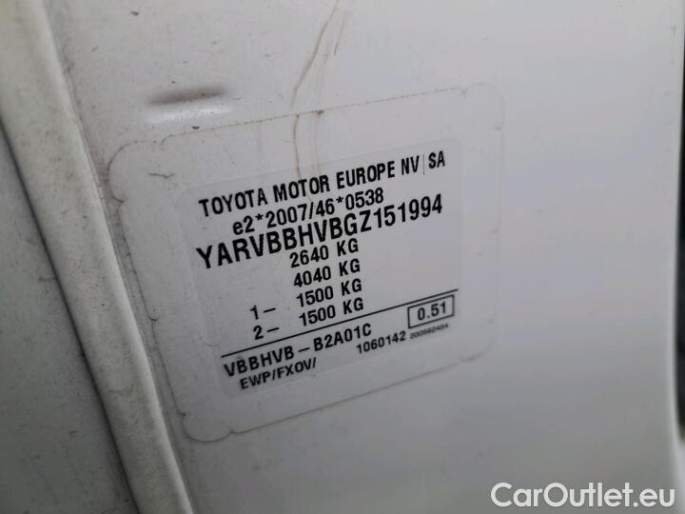 TOYOTA MOTOR EUROPE NV SA
e2*2007/46*0538
YARVBBHVBGZ151994
2640 KG
4040 KG
1- 1500 KG
2- 1500 KG
VBBHVB-B2A01C 0.51
EWP/FXOV/ 1060142
CarOutlet.eu